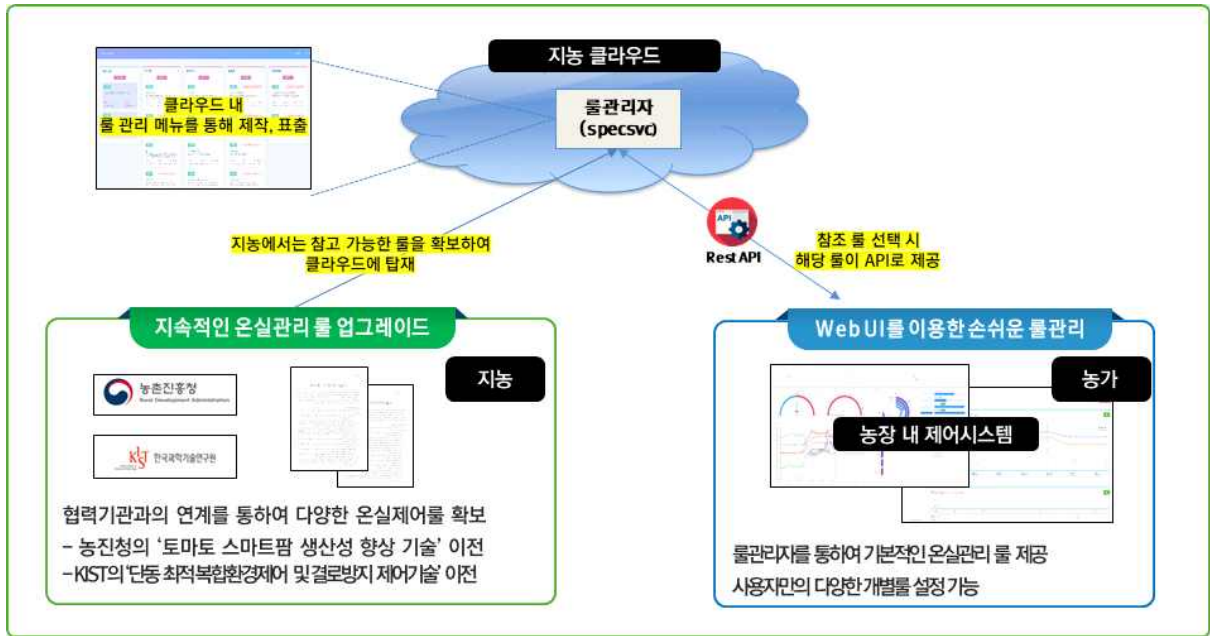 지농 클라우드
룰관리자
(specsvc)
클라우드 내
룰 관리 메뉴를 통해 제작, 표출
지농에서는 참고 가능한 룰을 확보하여
클라우드에 탑재
API
Rest API
참조 룰 선택 시
해당 룰이 API로 제공
지속적인 온실관리 룰 업그레이드
지농
농촌진흥청
Rural Development Administration
KIST 한국과학기술연구원
협력기관과의 연계를 통하여 다양한 온실제어룰 확보
– 농진청의 '토마토 스마트팜 생산성 향상 기술' 이전
– KIST의 '단동 최적 복합환경제어 및 결로방지 제어기술' 이전
Web UI를 이용한 손쉬운 룰관리
농가
농장 내 제어시스템
룰관리자를 통하여 기본적인 온실관리 룰 제공
사용자만의 다양한 개별룰 설정 가능